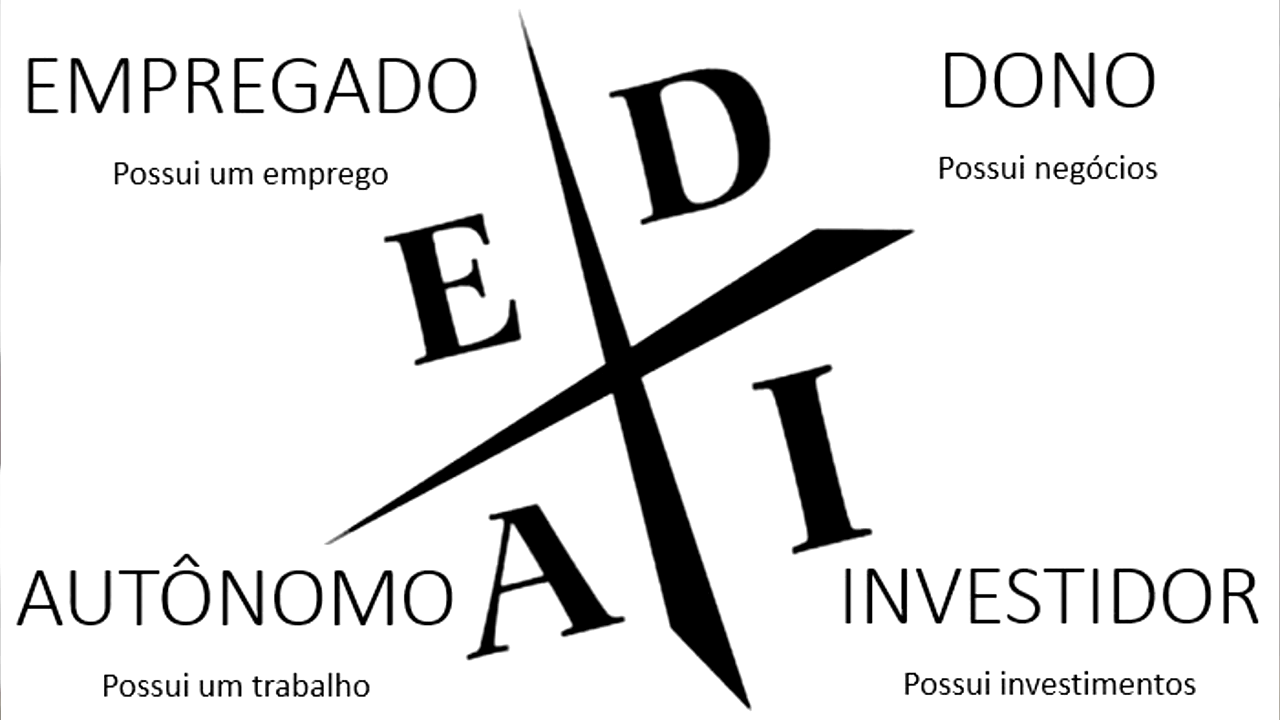 EMPREGADO
Possui um emprego
E
D
DONO
Possui negócios
AUTÔNOMO
Possui um trabalho
A
I
INVESTIDOR
Possui investimentos